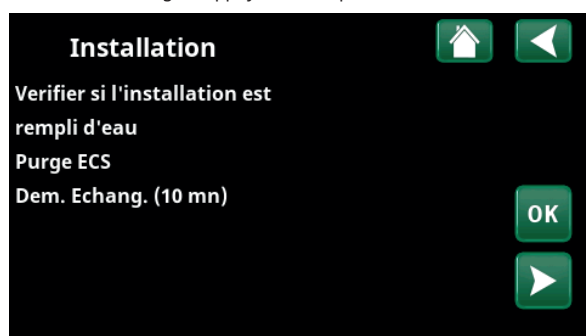 Installation
Verifier si l'installation est
rempli d'eau
Purge ECS
Dem. Echang. (10 mn)
OK